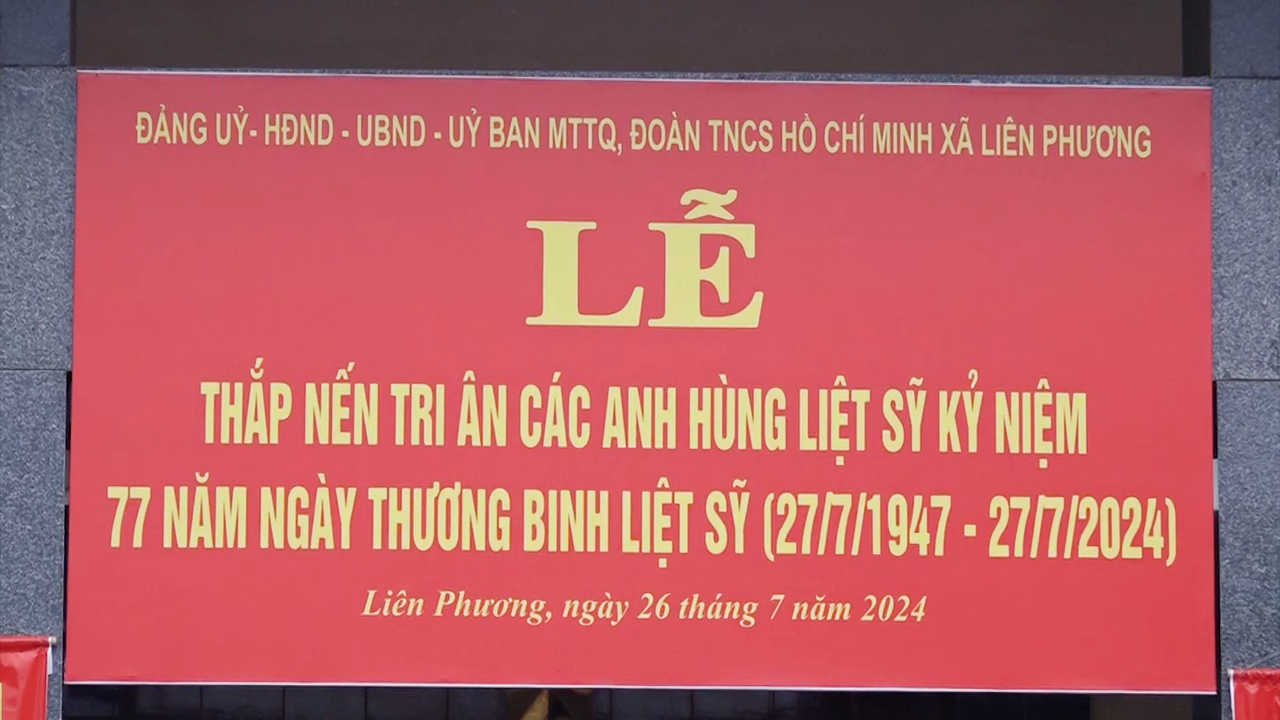 ĐẢNG UỶ- HĐND - UBND - UỶ BAN MTTQ, ĐOÀN TNCS HỒ CHÍ MINH XÃ LIÊN PHƯƠNG
LỄ
THẮP NẾN TRI ÂN CÁC ANH HÙNG LIỆT SỸ KỶ NIỆM
77 NĂM NGÀY THƯƠNG BINH LIỆT SỸ (27/7/1947 - 27/7/2024)
Liên Phương, ngày 26 tháng 7 năm 2024